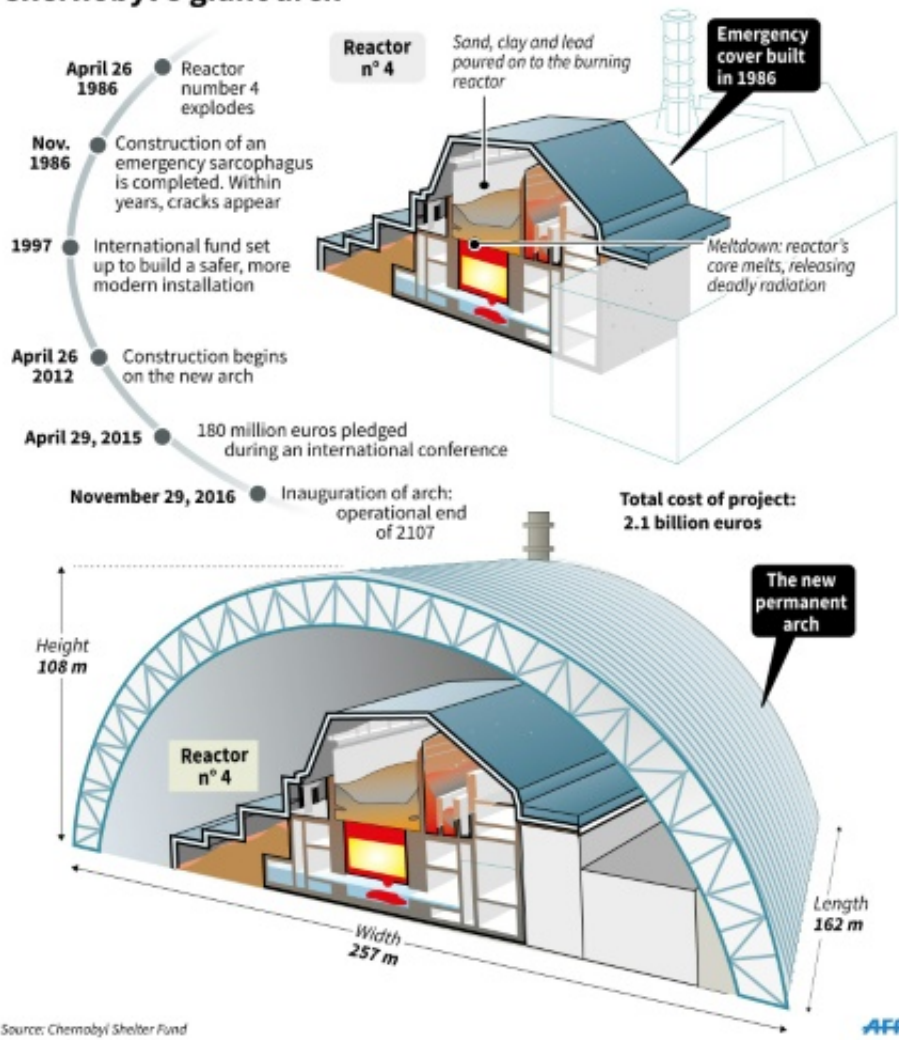 Chernobyl's giant arch
April 26
1986
Reactor
number 4
explodes
Nov.
1986
Construction of an
emergency sarcophagus
is completed. Within
years, cracks appear
1997
International fund set
up to build a safer, more
modern installation
April 26
2012
Construction begins
on the new arch
April 29, 2015
180 million euros pledged
during an international conference
November 29, 2016
Inauguration of arch:
operational end
of 2107
Reactor
n° 4
Sand, clay and lead
poured on to the burning
reactor
Emergency
cover built
in 1986
Meltdown: reactor's
core melts, releasing
deadly radiation
Total cost of project:
2.1 billion euros
The new
permanent
arch
Height
108 m
Reactor
n° 4
Width
257 m
Length
162 m
Source: Chernobyl Shelter Fund
AFP